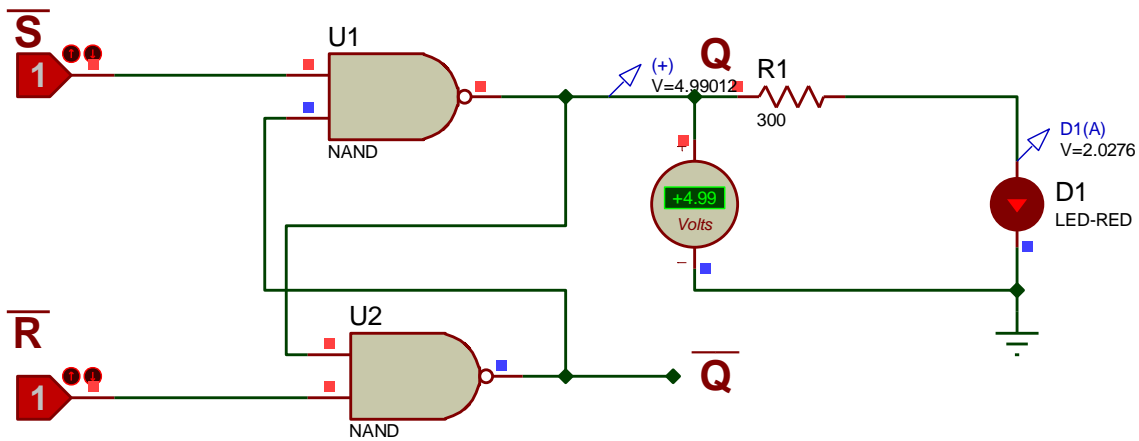 S
1
U1
NAND
(+)
V=4.99012
Q
R1
300
D1(A)
V=2.0276
+
+4.99
Volts
D1
LED-RED
R
1
U2
NAND
Q